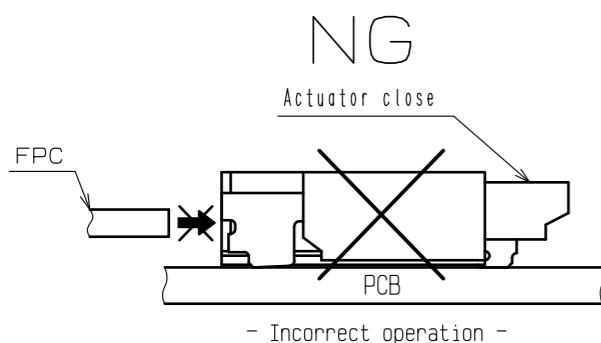 NG
Actuator close
FPC
PCB
- Incorrect operation -